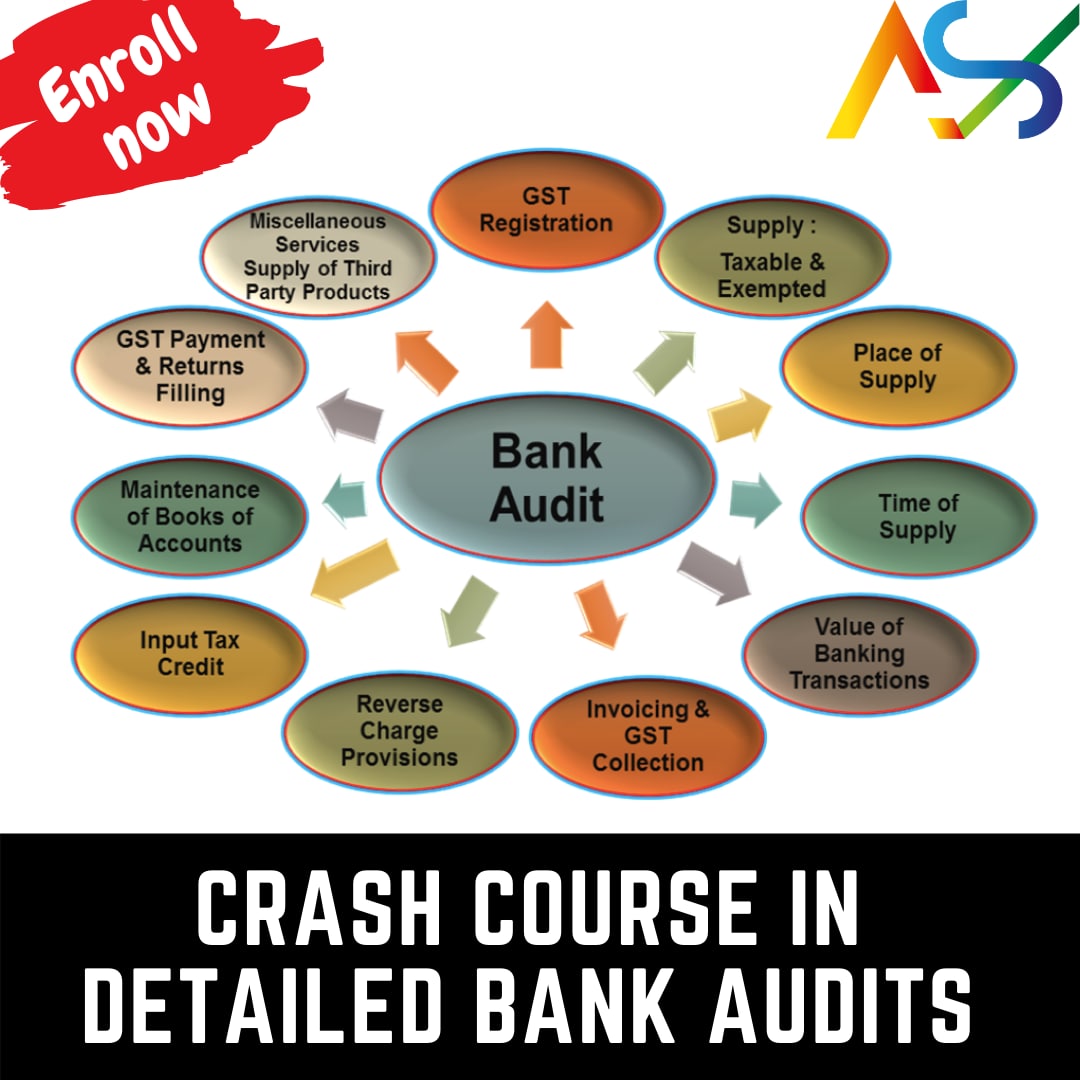 Enroll
now
ASK
GST
Registration
Supply :
Taxable &
Exempted
Place of
Supply
Time of
Supply
Value of
Banking
Transactions
Invoicing &
GST
Collection
Reverse
Charge
Provisions
Input Tax
Credit
Maintenance
of Books of
Accounts
GST Payment
& Returns
Filling
Miscellaneous
Services
Supply of Third
Party Products
Bank
Audit
CRASH COURSE IN
DETAILED BANK AUDITS